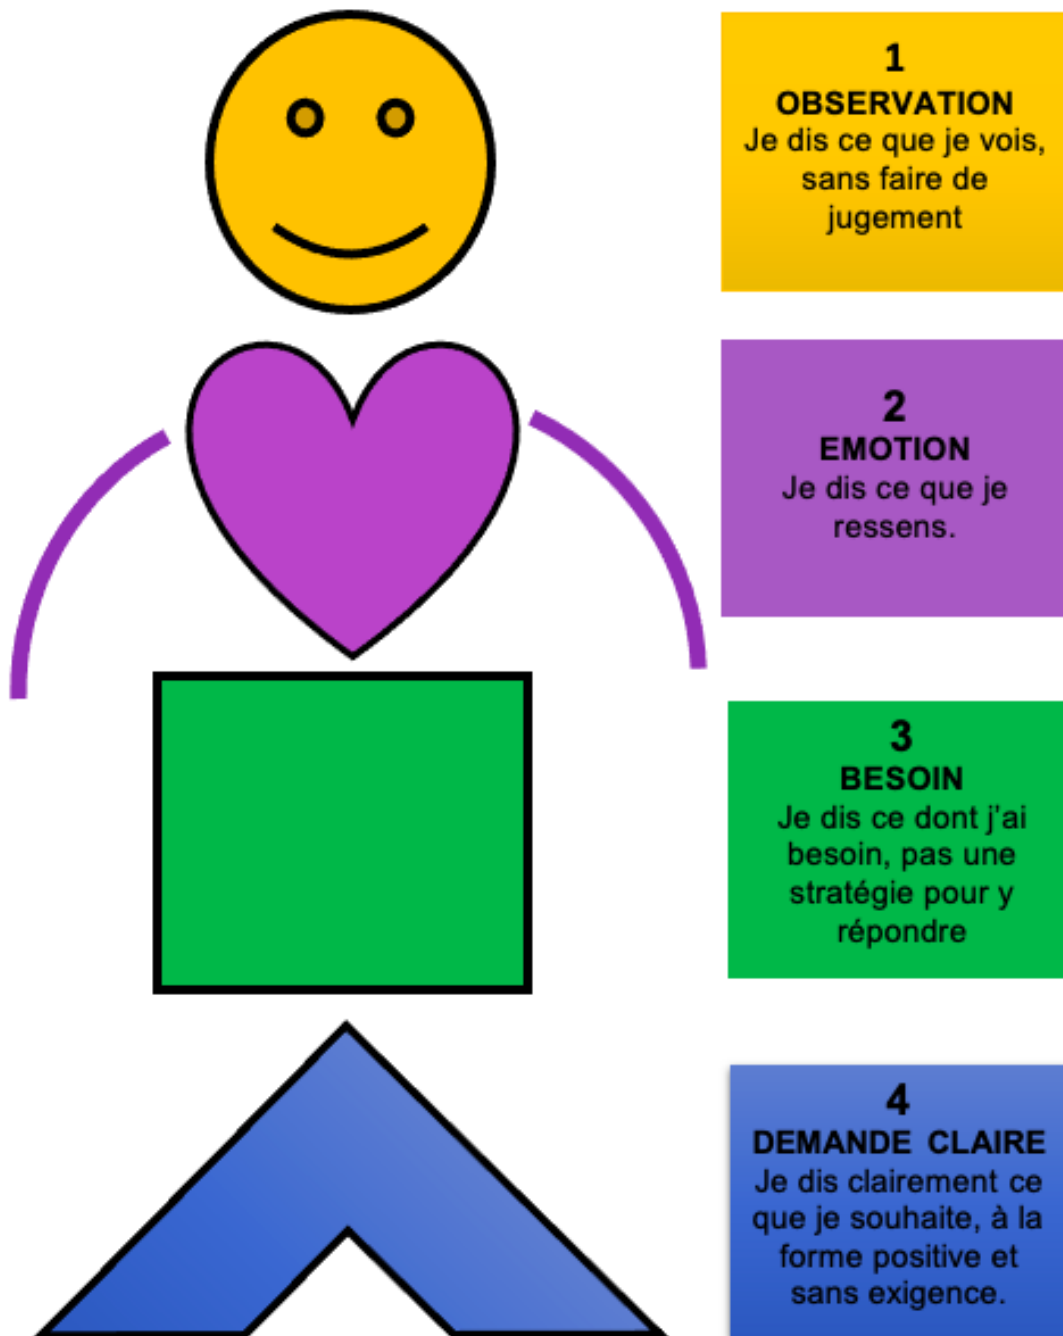 1
OBSERVATION
Je dis ce que je vois,
sans faire de
jugement
2
EMOTION
Je dis ce que je
ressens.
3
BESOIN
Je dis ce dont j'ai
besoin, pas une
stratégie pour y
répondre
4
DEMANDE CLAIRE
Je dis clairement ce
que je souhaite, à la
forme positive et
sans exigence.